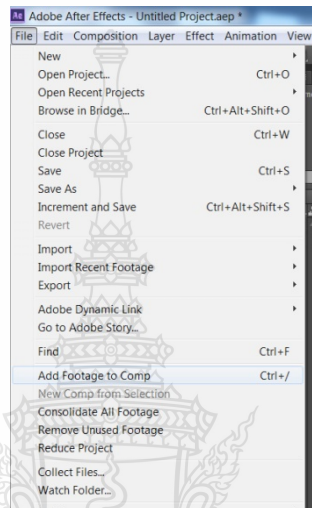 Ae Adobe After Effects - Untitled Project.aep *
File Edit Composition Layer Effect Animation View
New
Open Project... Ctrl+O
Open Recent Projects
Browse in Bridge... Ctrl+Alt+Shift+O
Close Ctrl+W
Close Project
Save Ctrl+S
Save As
Increment and Save Ctrl+Alt+Shift+S
Revert
Import
Import Recent Footage
Export
Adobe Dynamic Link
Go to Adobe Story...
Find Ctrl+F
Add Footage to Comp Ctrl+/
New Comp from Selection
Consolidate All Footage
Remove Unused Footage
Reduce Project
Collect Files...
Watch Folder...